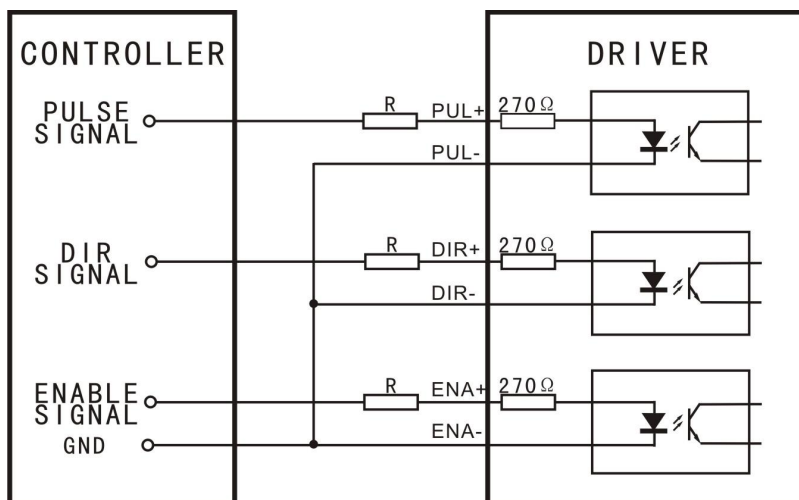 CONTROLLER
DRIVER
PULSE
SIGNAL
R
PUL+
270Ω
PUL-
DIR
SIGNAL
R
DIR+
270Ω
DIR-
ENABLE
SIGNAL
R
ENA+
270Ω
GND
ENA-